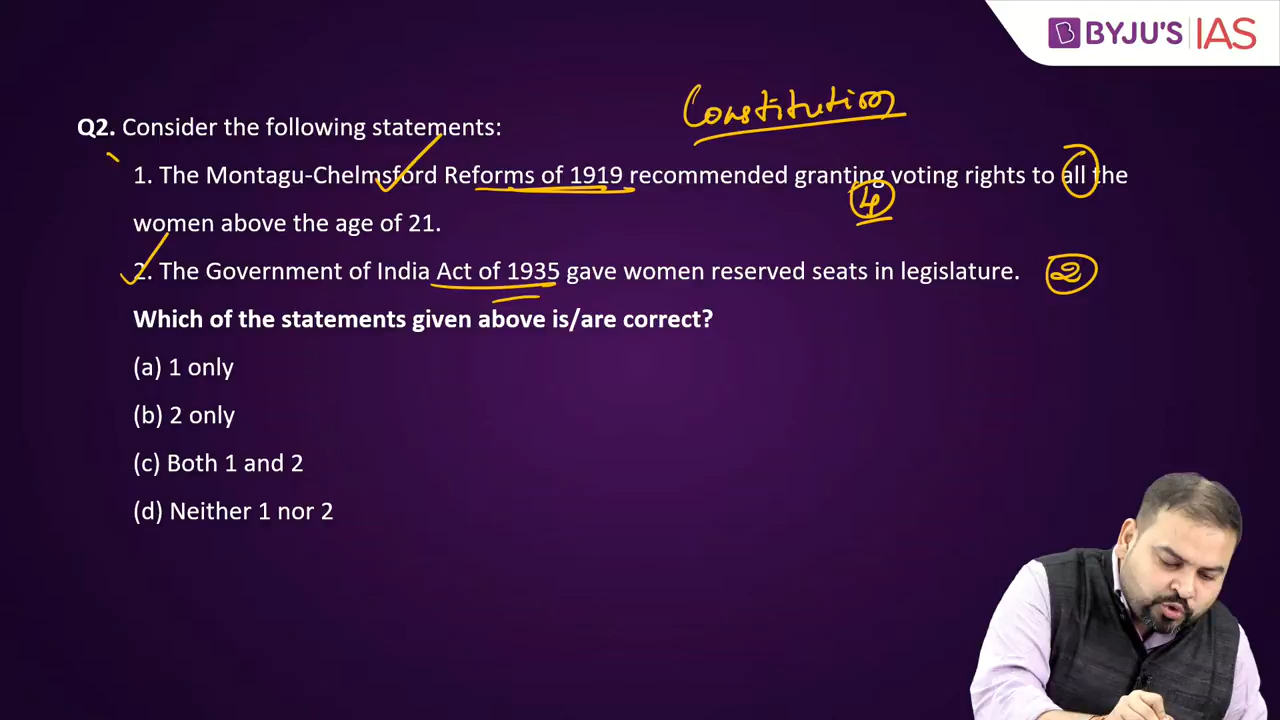 BYJU'S IAS
Constitution
Q2. Consider the following statements:
1. The Montagu-Chelmsford Reforms of 1919 recommended granting voting rights to all the
4
women above the age of 21.
2. The Government of India Act of 1935 gave women reserved seats in legislature. 2
Which of the statements given above is/are correct?
(a) 1 only
(b) 2 only
(c) Both 1 and 2
(d) Neither 1 nor 2